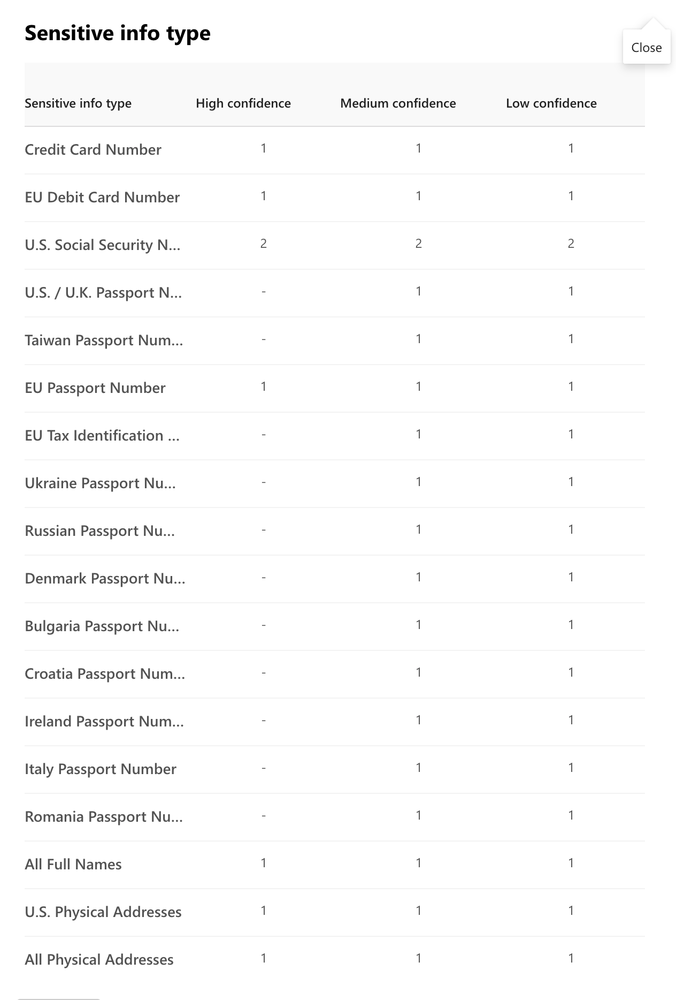 Sensitive info type
Close
Sensitive info type High confidence Medium confidence Low confidence
Credit Card Number 1 1 1
EU Debit Card Number 1 1 1
U.S. Social Security N... 2 2 2
U.S. / U.K. Passport N... - 1 1
Taiwan Passport Num... - 1 1
EU Passport Number 1 1 1
EU Tax Identification ... - 1 1
Ukraine Passport Nu... - 1 1
Russian Passport Nu... - 1 1
Denmark Passport Nu... - 1 1
Bulgaria Passport Nu... - 1 1
Croatia Passport Num... - 1 1
Ireland Passport Num... - 1 1
Italy Passport Number - 1 1
Romania Passport Nu... - 1 1
All Full Names 1 1 1
U.S. Physical Addresses 1 1 1
All Physical Addresses 1 1 1